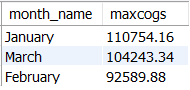 month_name maxcogs
January 110754.16
March 104243.34
February 92589.88